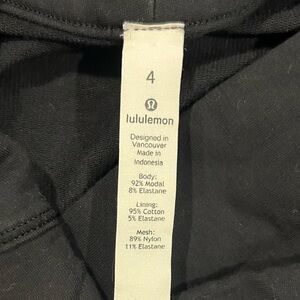 4
lululemon
Designed in
Vancouver
Made in
Indonesia
Body:
92% Modal
8% Elastane
Lining:
95% Cotton
5% Elastane
Mesh:
89% Nylon
11% Elastane